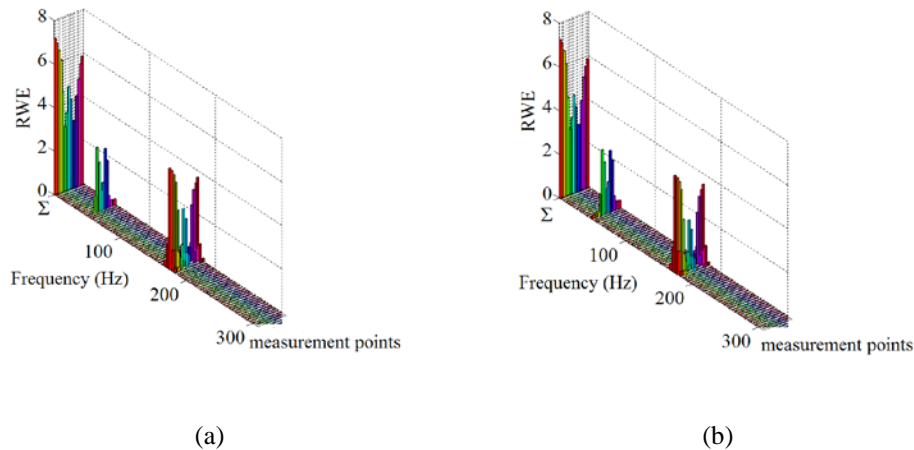 8
6
4
2
0
Σ
RWE
100
200
300
Frequency (Hz)
measurement points
(a)
8
6
4
2
0
Σ
RWE
100
200
300
Frequency (Hz)
measurement points
(b)